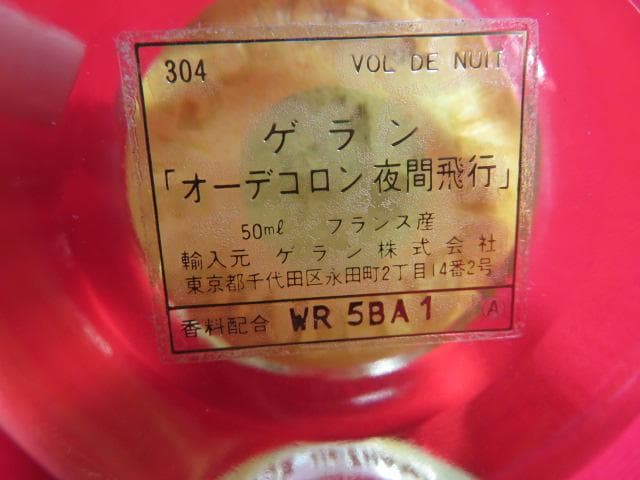 304 VOL DE NUIT
ゲラン
「オーデコロン 夜間飛行」
50ml フランス産
輸入元 ゲラン株式会社
東京都千代田区永田町2丁目14番2号
香料配合 WR 5BA1 (A)